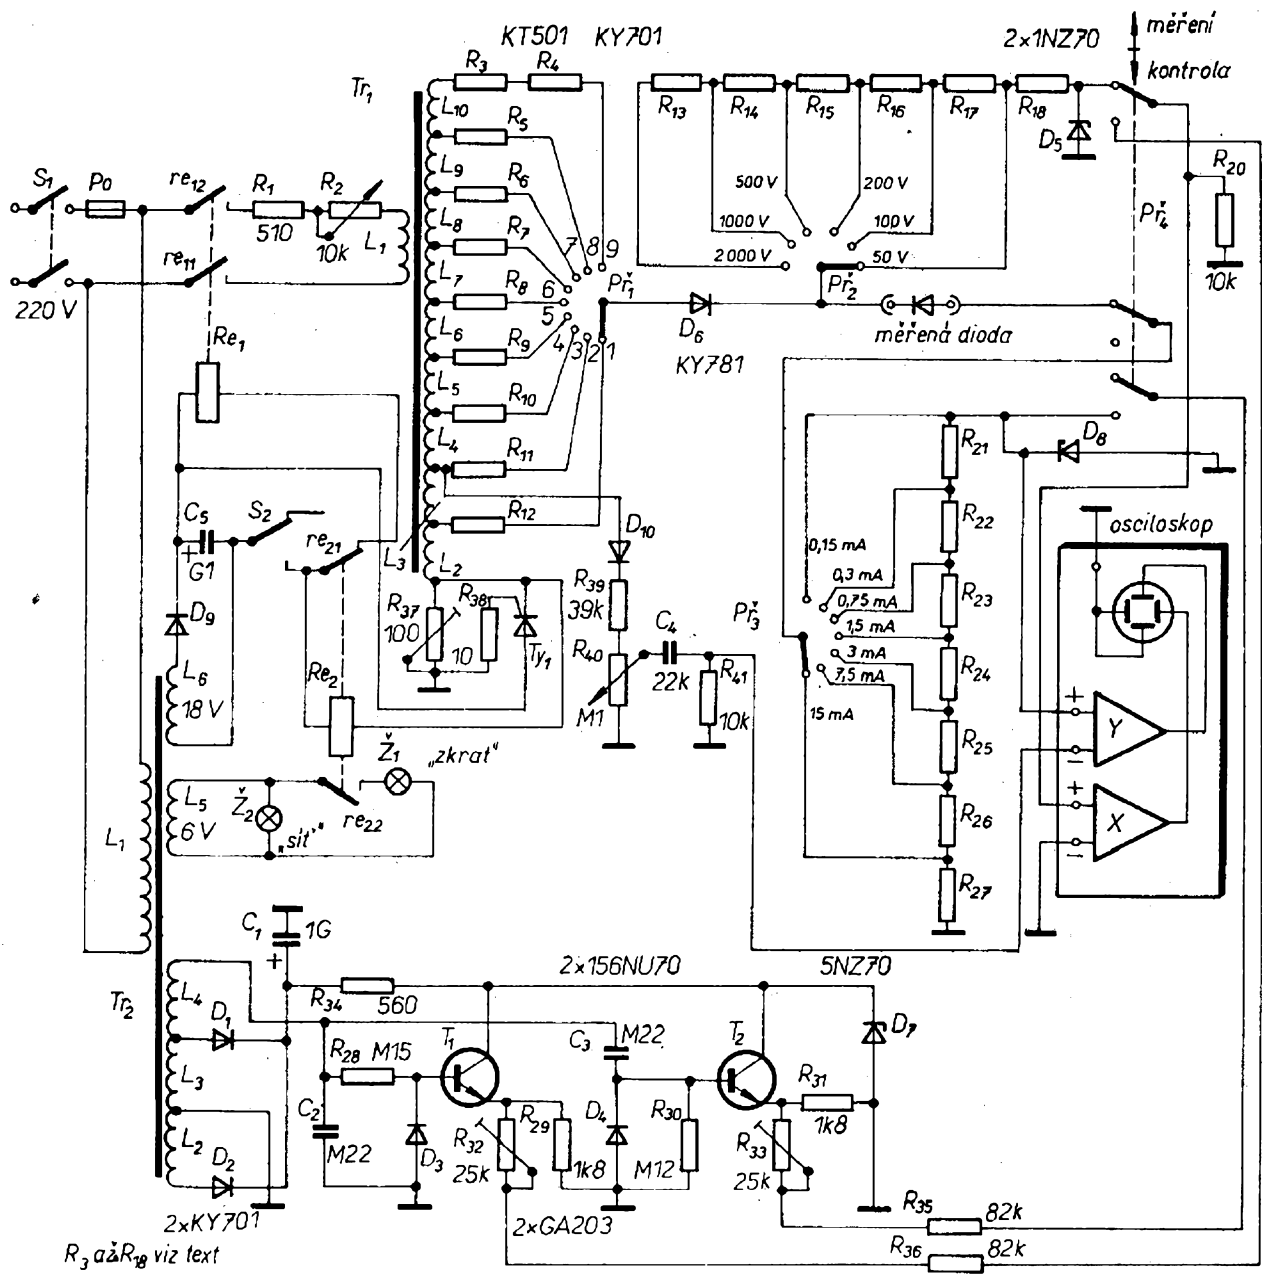 KT501 KY701
2×1NZ70
měření
kontrola
Tr₁
R₃ R₄
L₁₀
R₅
L₉
R₆
L₈
R₇
L₇
R₈
L₆
R₉
L₅
R₁₀
L₄
R₁₁
R₁₂
L₃
L₂
R₁₃ R₁₄ R₁₅ R₁₆ R₁₇ R₁₈
D₅
R₂₀
10k
Př₄
500 V 200 V
1000 V 100 V
2000 V 50 V
Př₂
7 8 9
6
5
4 3 2 1
Př₁
D₆
KY781
měřená dioda
S₁ Po re₁₂ R₁ R₂
510 10k L₁
re₁₁
220 V
Re₁
C₅
+ G1
S₂
re₂₁
D₉
L₆
18 V
Re₂
R₃₇
100
R₃₈
10
Ty₁
D₁₀
R₃₉
39k
R₄₀
M1
C₄
22k
R₄₁
10k
Ž₁
„zkrat"
L₅
6 V
Ž₂
„síť"
re₂₂
L₁
R₂₁
D₈
R₂₂
R₂₃
R₂₄
R₂₅
R₂₆
R₂₇
0,15 mA
0,3 mA
0,75 mA
1,5 mA
3 mA
7,5 mA
15 mA
Př₃
osciloskop
+
Y
−
+
X
−
C₁ 1G
+
Tr₂
L₄
D₁
L₃
L₂
D₂
2×KY701
R₃₄
560
2×156NU70
5NZ70
R₂₈ M15
T₁
C₂
M22
D₃
R₃₂
25k
R₂₉
1k8
C₃ M22
D₄
R₃₀
M12
T₂
R₃₁
1k8
D₇
R₃₃
25k
2×GA203
R₃₅ 82k
R₃₆ 82k
R₃ až R₁₈ viz text